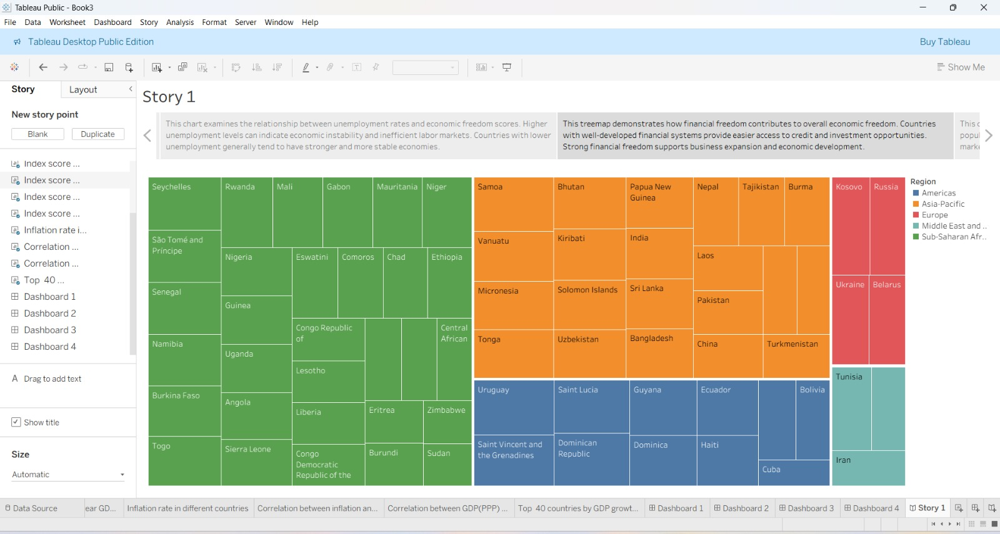 Tableau Public - Book3
File Data Worksheet Dashboard Story Analysis Format Server Window Help
Tableau Desktop Public Edition
Buy Tableau
Show Me
Story
Layout
New story point
Blank
Duplicate
Index score ...
Index score ...
Index score ...
Index score ...
Inflation rate i...
Correlation ...
Correlation ...
Top 40 ...
Dashboard 1
Dashboard 2
Dashboard 3
Dashboard 4
A Drag to add text
Show title
Size
Automatic
Story 1
This chart examines the relationship between unemployment rates and economic freedom scores. Higher
unemployment levels can indicate economic instability and inefficient labor markets. Countries with lower
unemployment generally tend to have stronger and more stable economies.
This treemap demonstrates how financial freedom contributes to overall economic freedom. Countries
with well-developed financial systems provide easier access to credit and investment opportunities.
Strong financial freedom supports business expansion and economic development.
This c
popul
marke
Seychelles
São Tomé and
Príncipe
Senegal
Namibia
Burkina Faso
Togo
Rwanda
Mali
Gabon
Mauritania
Niger
Nigeria
Guinea
Uganda
Angola
Sierra Leone
Eswatini
Comoros
Chad
Ethiopia
Congo Republic
of
Lesotho
Liberia
Congo
Democratic
Republic of the
Central
African
Eritrea
Zimbabwe
Burundi
Sudan
Samoa
Vanuatu
Micronesia
Tonga
Bhutan
Kiribati
Solomon Islands
Uzbekistan
Papua New
Guinea
India
Sri Lanka
Bangladesh
Nepal
Tajikistan
Burma
Laos
Pakistan
China
Turkmenistan
Uruguay
Saint Vincent and
the Grenadines
Saint Lucia
Dominican
Republic
Guyana
Dominica
Ecuador
Haiti
Bolivia
Cuba
Kosovo
Russia
Ukraine
Belarus
Tunisia
Iran
Region
Americas
Asia-Pacific
Europe
Middle East and ..
Sub-Saharan Afr..
Data Source
ear GD...
Inflation rate in different countries
Correlation between inflation an...
Correlation between GDP(PPP) ...
Top 40 countries by GDP growt...
Dashboard 1
Dashboard 2
Dashboard 3
Dashboard 4
Story 1